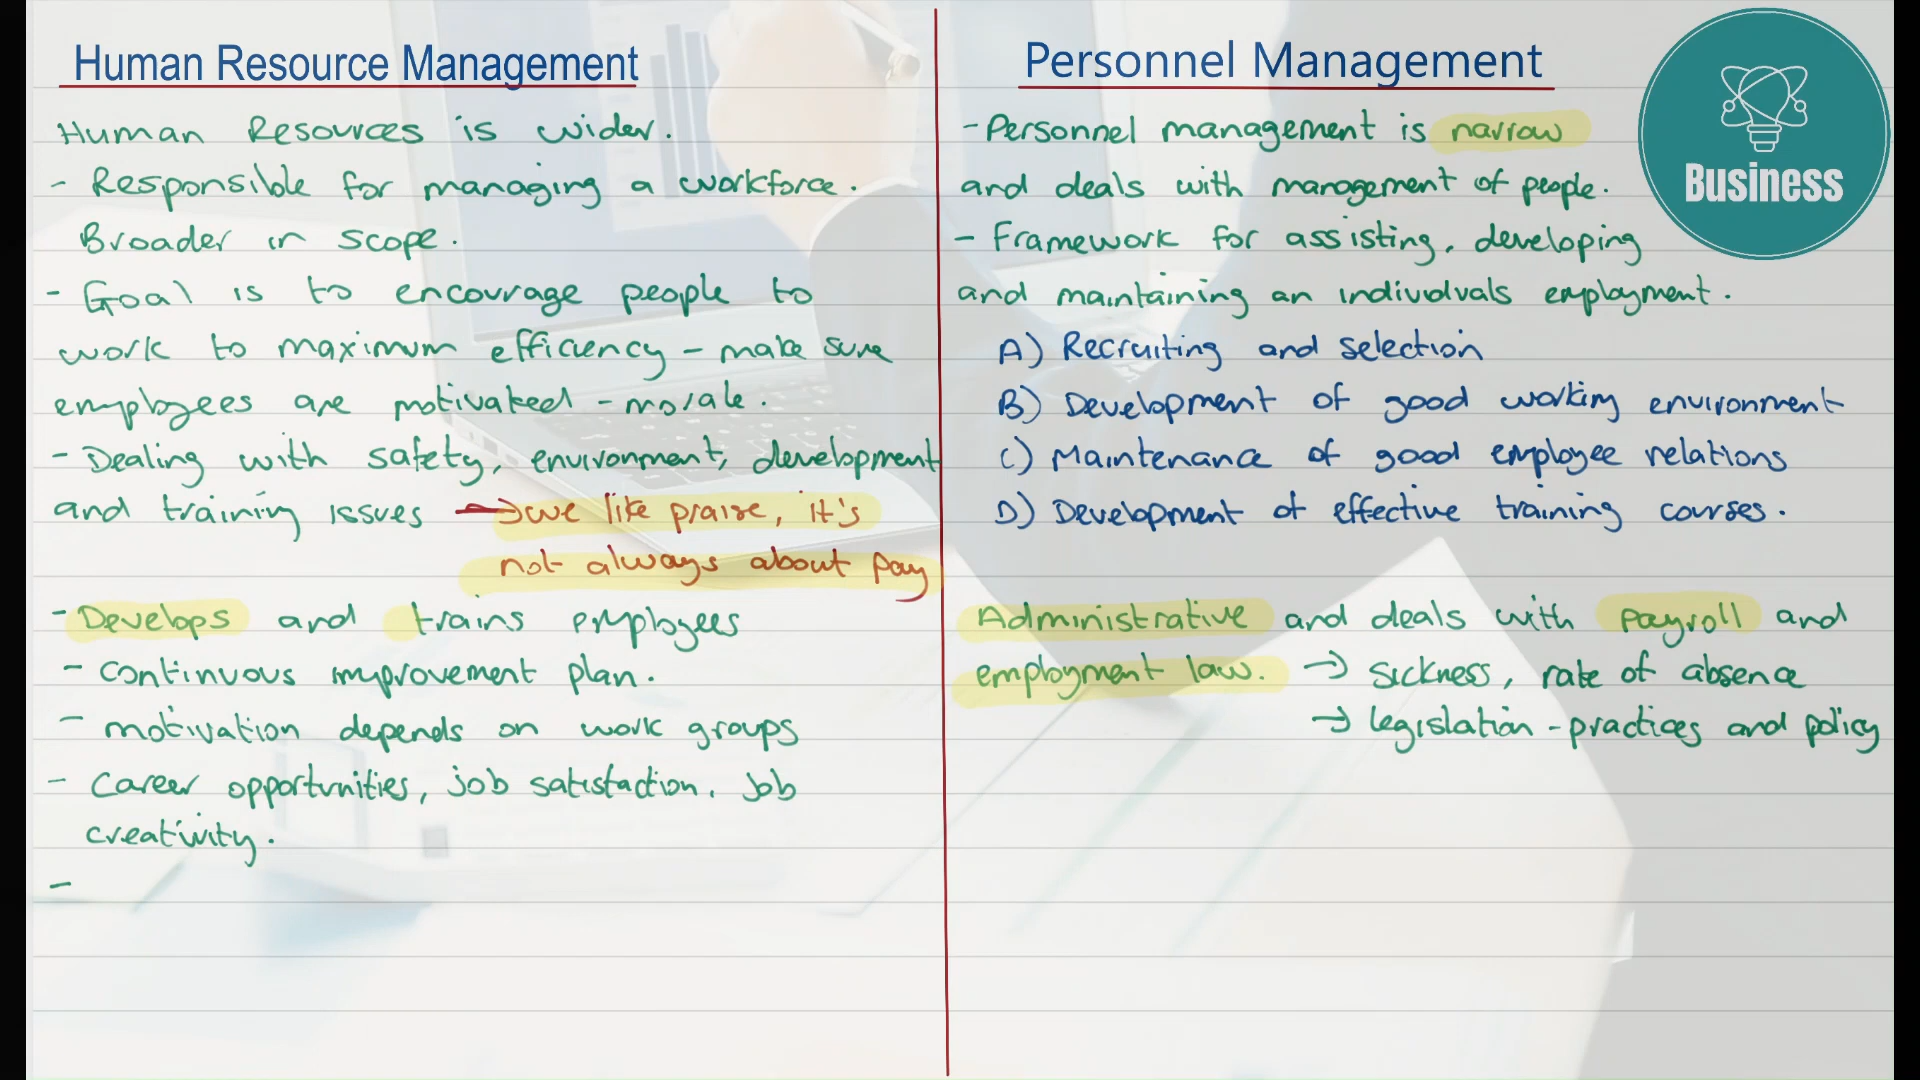 Human Resource Management
Human Resources is wider.
- Responsible for managing a workforce.
Broader in scope.
- Goal is to encourage people to
work to maximum efficiency - make sure
employees are motivated - morale.
- Dealing with safety, environment, development
and training issues → we like praise, it's
not always about pay
- Develops and trains employees
- continuous improvement plan.
- motivation depends on work groups
- Career opportunities, job satisfaction, job
creativity.
-
Personnel Management
- Personnel management is narrow
and deals with management of people.
- Framework for assisting, developing
and maintaining an individuals employment.
A) Recruiting and selection
B) Development of good working environment
C) Maintenance of good employee relations
D) Development of effective training courses.
Administrative and deals with payroll and
employment law. → sickness, rate of absence
→ legislation - practices and policy
Business